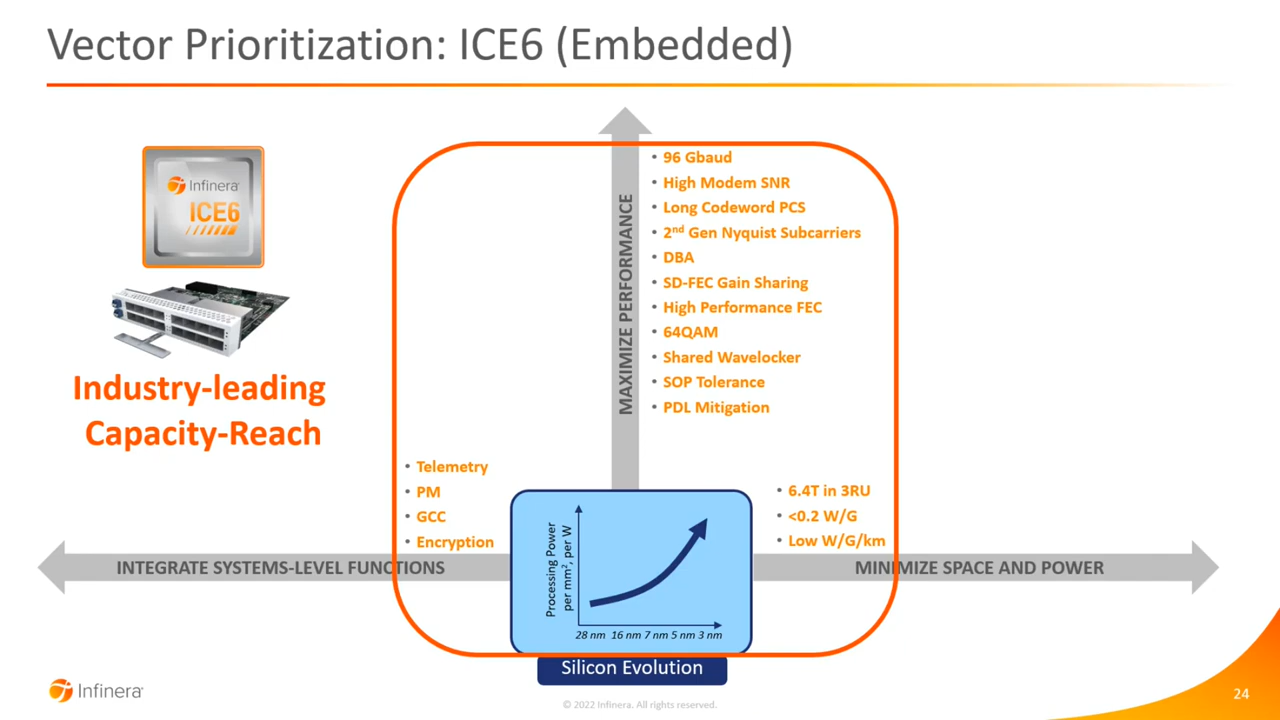 Vector Prioritization: ICE6 (Embedded)
Infinera
ICE6
Industry-leading
Capacity-Reach
MAXIMIZE PERFORMANCE
• 96 Gbaud
• High Modem SNR
• Long Codeword PCS
• 2nd Gen Nyquist Subcarriers
• DBA
• SD-FEC Gain Sharing
• High Performance FEC
• 64QAM
• Shared Wavelocker
• SOP Tolerance
• PDL Mitigation
• Telemetry
• PM
• GCC
• Encryption
• 6.4T in 3RU
• <0.2 W/G
• Low W/G/km
INTEGRATE SYSTEMS-LEVEL FUNCTIONS
MINIMIZE SPACE AND POWER
Processing Power
per mm², per W
28 nm 16 nm 7 nm 5 nm 3 nm
Silicon Evolution
Infinera
© 2022 Infinera. All rights reserved.
24